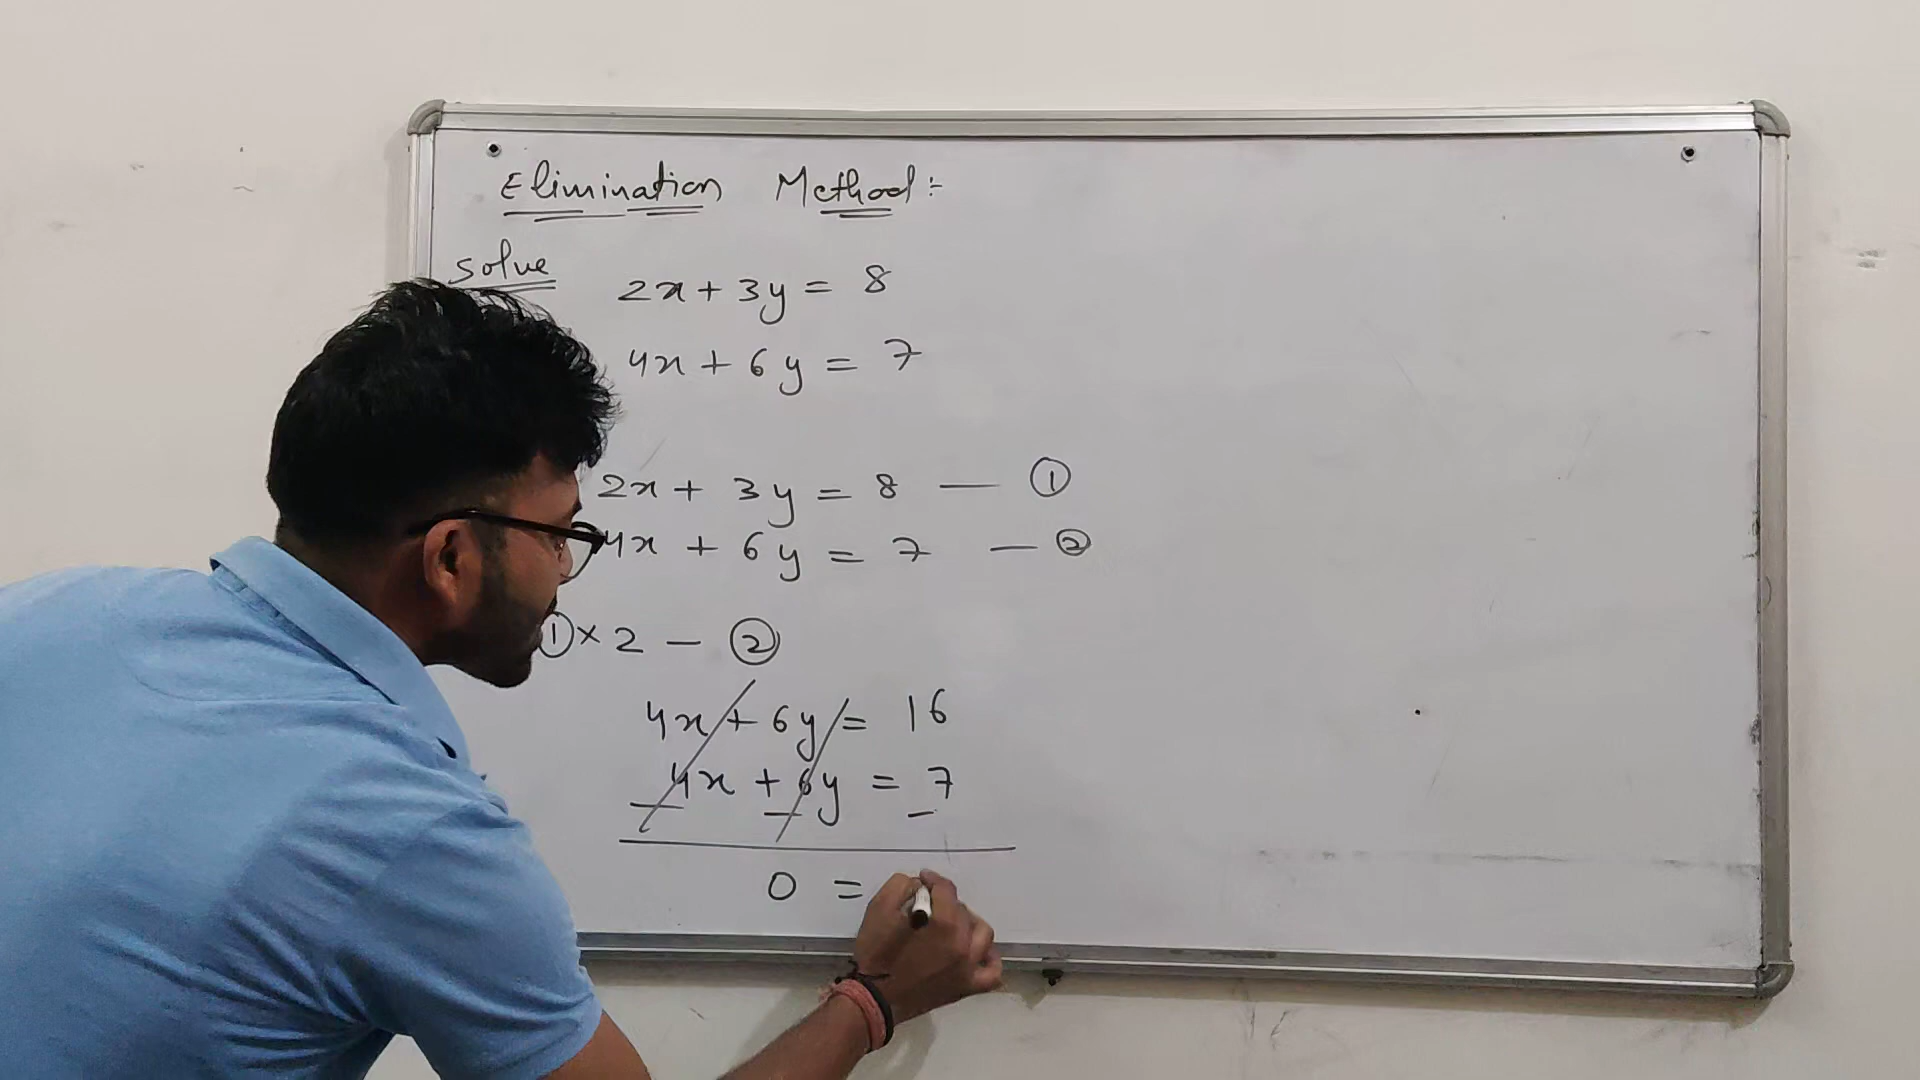 Elimination Method :-
Solve
2x + 3y = 8
4x + 6y = 7
2x + 3y = 8 — ①
4x + 6y = 7 — ②
① × 2 — ②
4x + 6y = 16
4x + 6y = 7
— — —
0 =